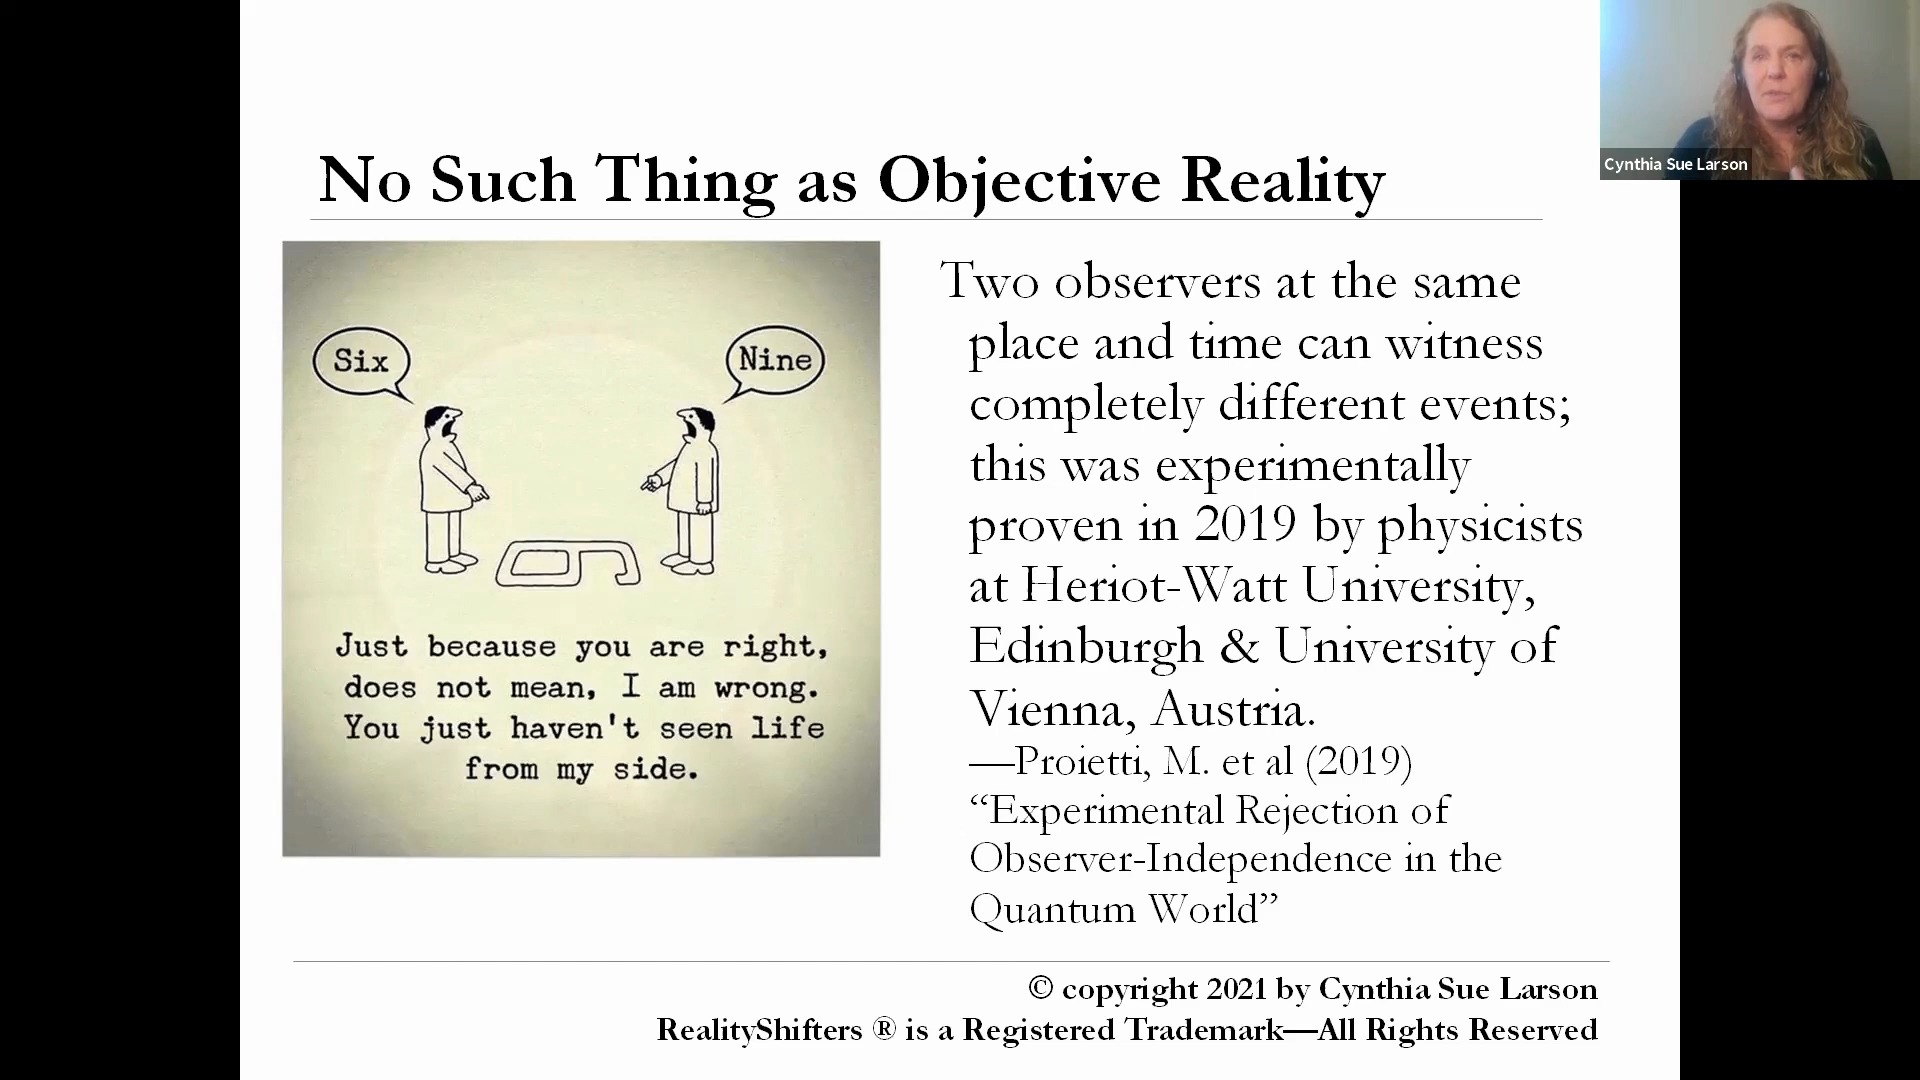 No Such Thing as Objective Reality
Cynthia Sue Larson
Six
Nine
Just because you are right,
does not mean, I am wrong.
You just haven't seen life
from my side.
Two observers at the same
place and time can witness
completely different events;
this was experimentally
proven in 2019 by physicists
at Heriot-Watt University,
Edinburgh & University of
Vienna, Austria.
—Proietti, M. et al (2019)
“Experimental Rejection of
Observer-Independence in the
Quantum World”
© copyright 2021 by Cynthia Sue Larson
RealityShifters ® is a Registered Trademark—All Rights Reserved